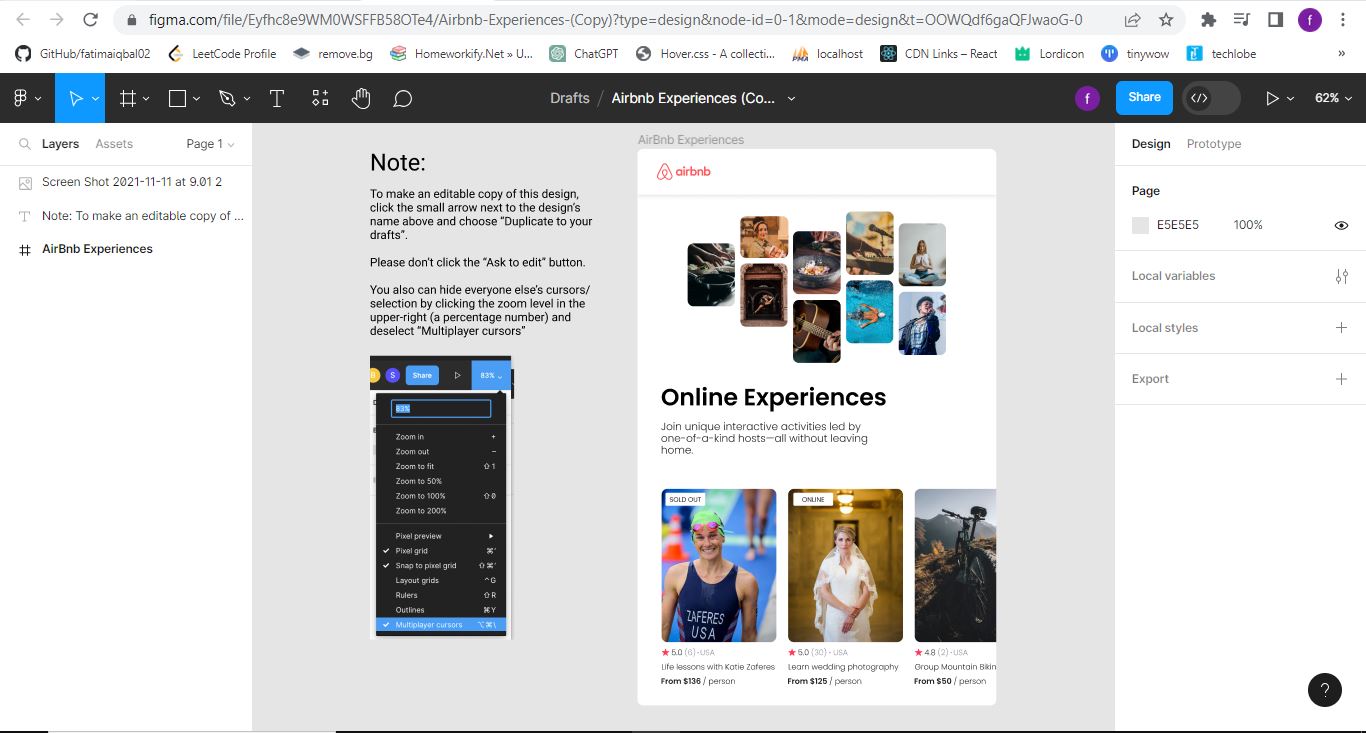 figma.com/file/Eyfhc8e9WM0WSFFB58OTe4/Airbnb-Experiences-(Copy)?type=design&node-id=0-1&mode=design&t=OOWQdf6gaQFJwaoG-0
f
GitHub/fatimaiqbal02
LeetCode Profile
remove.bg
Homeworkify.Net » U...
ChatGPT
Hover.css - A collecti...
localhost
CDN Links – React
Lordicon
tinywow
techlobe
»
Drafts / Airbnb Experiences (Co...
f
Share
62%
Layers
Assets
Page 1
Screen Shot 2021-11-11 at 9.01 2
Note: To make an editable copy of ...
AirBnb Experiences
Note:
To make an editable copy of this design,
click the small arrow next to the design's
name above and choose “Duplicate to your
drafts”.
Please don't click the “Ask to edit” button.
You also can hide everyone else's cursors/
selection by clicking the zoom level in the
upper-right (a percentage number) and
deselect “Multiplayer cursors”
S
Share
83%
83%
Zoom in +
Zoom out −
Zoom to fit ⇧1
Zoom to 50%
Zoom to 100% ⇧0
Zoom to 200%
Pixel preview
Pixel grid ⌘'
Snap to pixel grid ⇧⌘'
Layout grids ^G
Rulers ⇧R
Outlines ⌘Y
Multiplayer cursors ⌥⌘\
AirBnb Experiences
airbnb
Online Experiences
Join unique interactive activities led by
one-of-a-kind hosts—all without leaving
home.
SOLD OUT
ZAFERES
USA
5.0 (6) • USA
Life lessons with Katie Zaferes
From $136 / person
ONLINE
5.0 (30) • USA
Learn wedding photography
From $125 / person
4.8 (2) • USA
Group Mountain Bikin
From $50 / person
Design
Prototype
Page
E5E5E5
100%
Local variables
Local styles
Export
?